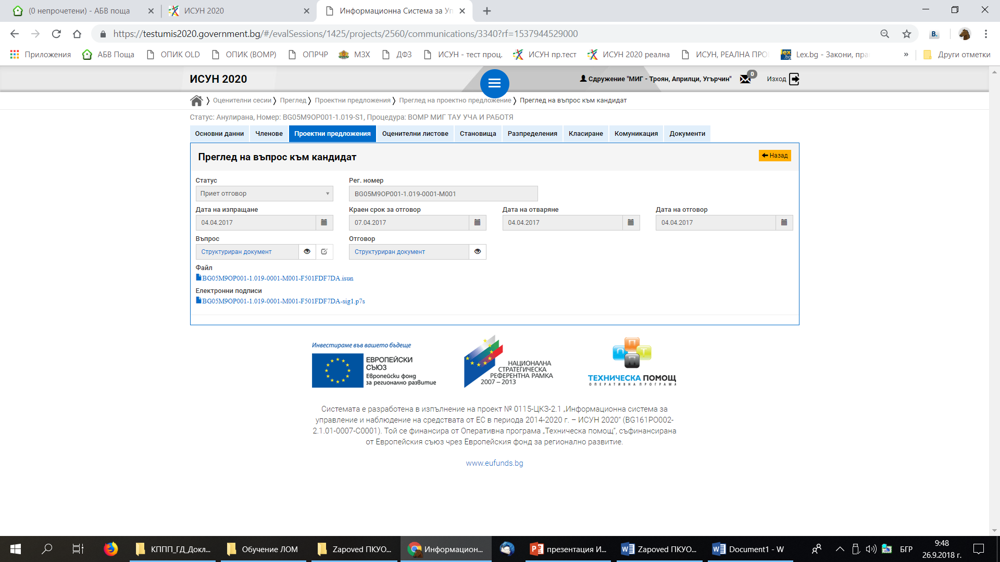 (0 непрочетени) - АБВ поща
ИСУН 2020
Информационна Система за Уп
https://testumis2020.government.bg/#/evalSessions/1425/projects/2560/communications/3340?rf=1537944529000
B.
Приложения
АБВ Поща
ОПИК OLD
ОПИК (ВОМР)
ОПРЧР
МЗХ
ДФЗ
ИСУН - тест проц.
ИСУН пр.тест
ИСУН 2020 реална
ИСУН, РЕАЛНА ПРО
Lex.bg - Закони, пра
»
Други отметки
ИСУН 2020
Сдружение "МИГ - Троян, Априлци, Угърчин"
0
Изход
Оценителни сесии
Преглед
Проектни предложения
Преглед на проектно предложение
Преглед на въпрос към кандидат
Статус: Анулирана, Номер: BG05M9OP001-1.019-S1, Процедура: ВОМР МИГ ТАУ УЧА И РАБОТЯ
Основни данни
Членове
Проектни предложения
Оценителни листове
Становища
Разпределения
Класиране
Комуникация
Документи
Преглед на въпрос към кандидат
Назад
Статус
Рег. номер
Приет отговор
BG05M9OP001-1.019-0001-M001
Дата на изпращане
Краен срок за отговор
Дата на отваряне
Дата на отговор
04.04.2017
07.04.2017
04.04.2017
04.04.2017
Въпрос
Отговор
Структуриран документ
Структуриран документ
Файл
BG05M9OP001-1.019-0001-M001-F501FDF7DA.isun
Електронни подписи
BG05M9OP001-1.019-0001-M001-F501FDF7DA-sig1.p7s
Инвестираме във вашето бъдеще
ЕВРОПЕЙСКИ
СЪЮЗ
Европейски фонд
за регионално развитие
НАЦИОНАЛНА
СТРАТЕГИЧЕСКА
РЕФЕРЕНТНА РАМКА
2007 – 2013
П
П
Т
П
ТЕХНИЧЕСКА ПОМОЩ
ОПЕРАТИВНА ПРОГРАМА
Системата е разработена в изпълнение на проект № 0115-ЦКЗ-2.1 „Информационна система за
управление и наблюдение на средствата от ЕС в периода 2014-2020 г. – ИСУН 2020“ (BG161PO002-
2.1.01-0007-C0001). Той се финансира от Оперативна програма „Техническа помощ“, съфинансирана
от Европейския съюз чрез Европейския фонд за регионално развитие.
www.eufunds.bg
КППП_ГД_Докл...
Обучение ЛОМ
Zapoved ПКУО...
Информацион...
презентация И...
Zapoved ПКУО...
Document1 - W
БГР
9:48
26.9.2018 г.